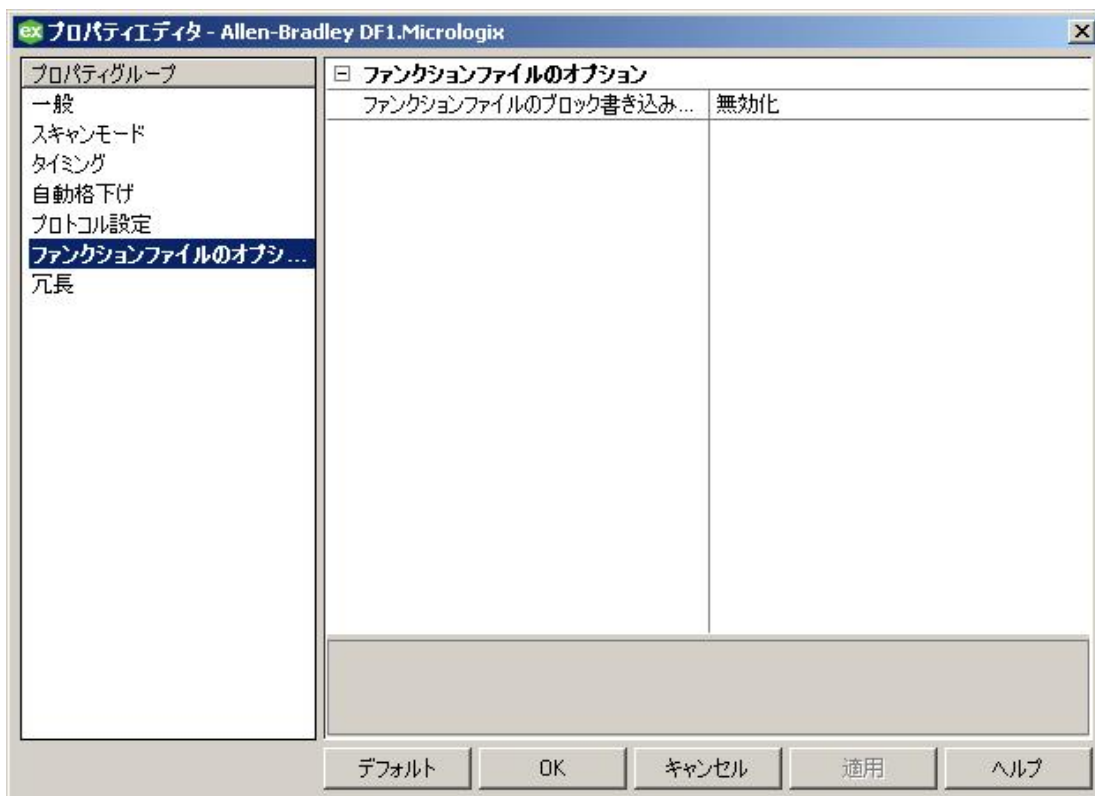 ex プロパティエディタ - Allen-Bradley DF1.Micrologix
プロパティグループ
一般
スキャンモード
タイミング
自動格下げ
プロトコル設定
ファンクションファイルのオプシ...
冗長
ファンクションファイルのオプション
ファンクションファイルのブロック書き込み... 無効化
デフォルト OK キャンセル 適用 ヘルプ